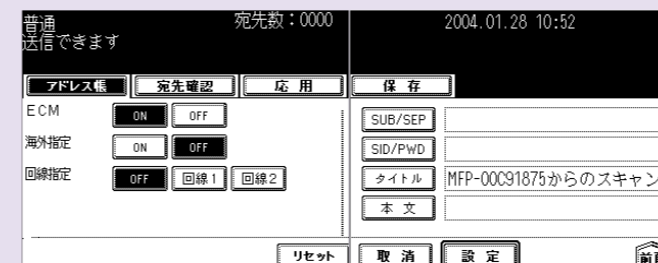 普通 宛先数：0000 2004.01.28 10:52
送信できます
アドレス帳 宛先確認 応用 保存
ECM ON OFF SUB/SEP
海外指定 ON OFF SID/PWD
回線指定 OFF 回線1 回線2 タイトル MFP-00C91875からのスキャン
本文
リセット 取消 設定 前